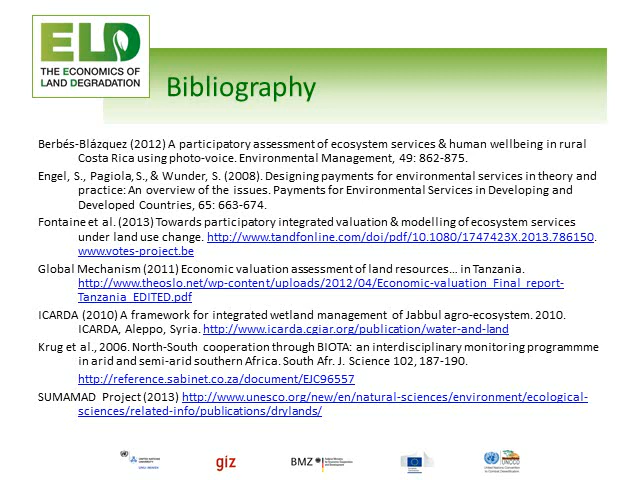 ELD
THE ECONOMICS OF
LAND DEGRADATION
Bibliography
Berbés-Blázquez (2012) A participatory assessment of ecosystem services & human wellbeing in rural
Costa Rica using photo-voice. Environmental Management, 49: 862-875.
Engel, S., Pagiola, S., & Wunder, S. (2008). Designing payments for environmental services in theory and
practice: An overview of the issues. Payments for Environmental Services in Developing and
Developed Countries, 65: 663-674.
Fontaine et al. (2013) Towards participatory integrated valuation & modelling of ecosystem services
under land use change. http://www.tandfonline.com/doi/pdf/10.1080/1747423X.2013.786150.
www.votes-project.be
Global Mechanism (2011) Economic valuation assessment of land resources… in Tanzania.
http://www.theoslo.net/wp-content/uploads/2012/04/Economic-valuation_Final_report-
Tanzania_EDITED.pdf
ICARDA (2010) A framework for integrated wetland management of Jabbul agro-ecosystem. 2010.
ICARDA, Aleppo, Syria. http://www.icarda.cgiar.org/publication/water-and-land
Krug et al., 2006. North-South cooperation through BIOTA: an interdisciplinary monitoring programmme
in arid and semi-arid southern Africa. South Afr. J. Science 102, 187-190.
http://reference.sabinet.co.za/document/EJC96557
SUMAMAD Project (2013) http://www.unesco.org/new/en/natural-sciences/environment/ecological-
sciences/related-info/publications/drylands/
giz
BMZ
UNCCD